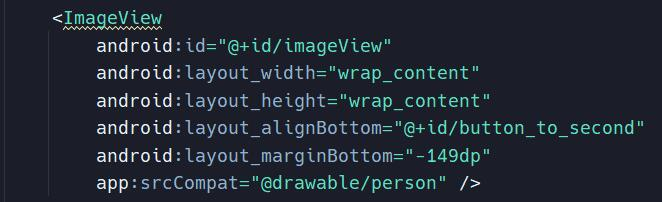 <ImageView
android:id="@+id/imageView"
android:layout_width="wrap_content"
android:layout_height="wrap_content"
android:layout_alignBottom="@+id/button_to_second"
android:layout_marginBottom="-149dp"
app:srcCompat="@drawable/person" />